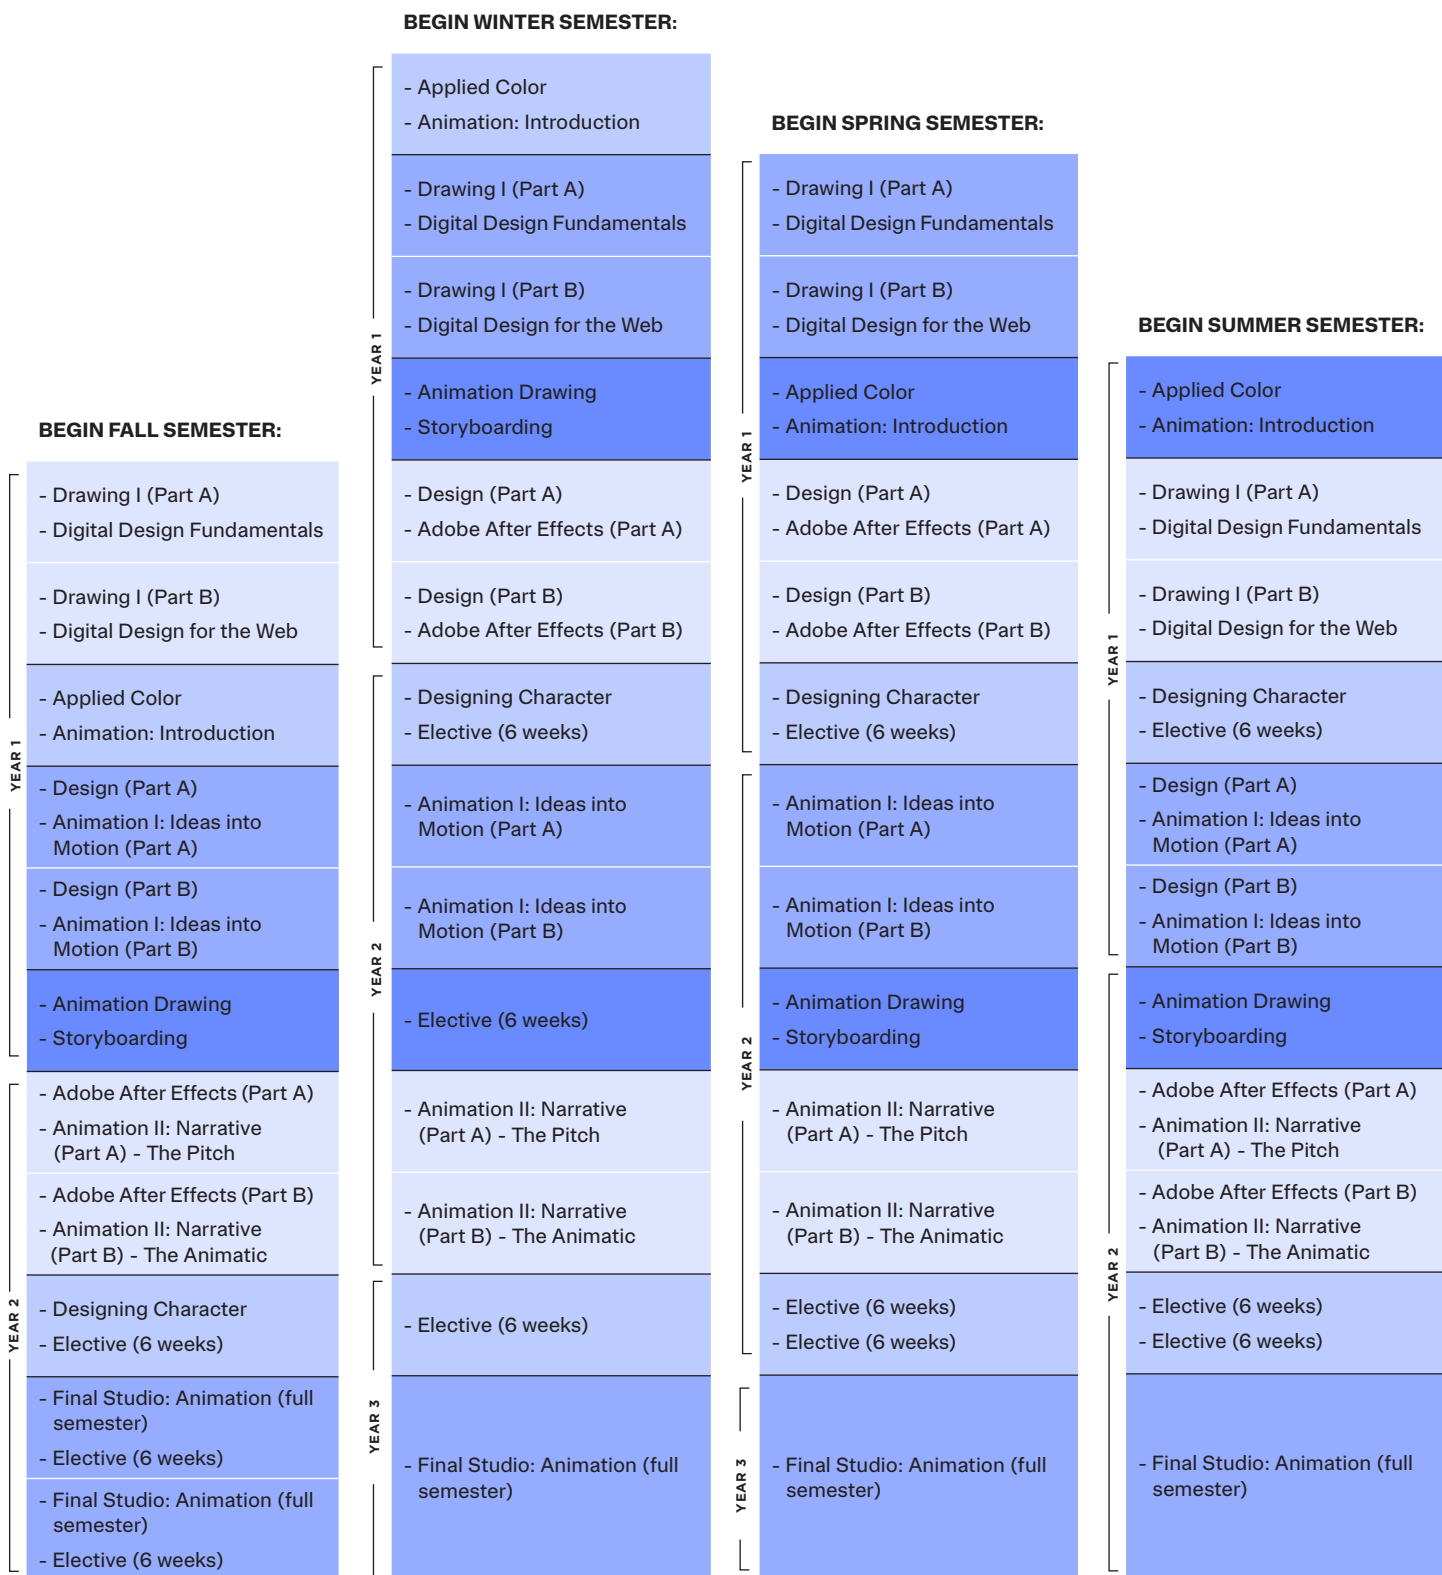 BEGIN FALL SEMESTER:
YEAR 1
- Drawing I (Part A)
- Digital Design Fundamentals
- Drawing I (Part B)
- Digital Design for the Web
- Applied Color
- Animation: Introduction
- Design (Part A)
- Animation I: Ideas into
Motion (Part A)
- Design (Part B)
- Animation I: Ideas into
Motion (Part B)
- Animation Drawing
- Storyboarding
YEAR 2
- Adobe After Effects (Part A)
- Animation II: Narrative
(Part A) - The Pitch
- Adobe After Effects (Part B)
- Animation II: Narrative
(Part B) - The Animatic
- Designing Character
- Elective (6 weeks)
- Final Studio: Animation (full
semester)
- Elective (6 weeks)
- Final Studio: Animation (full
semester)
- Elective (6 weeks)
BEGIN WINTER SEMESTER:
YEAR 1
- Applied Color
- Animation: Introduction
- Drawing I (Part A)
- Digital Design Fundamentals
- Drawing I (Part B)
- Digital Design for the Web
- Animation Drawing
- Storyboarding
- Design (Part A)
- Adobe After Effects (Part A)
- Design (Part B)
- Adobe After Effects (Part B)
YEAR 2
- Designing Character
- Elective (6 weeks)
- Animation I: Ideas into
Motion (Part A)
- Animation I: Ideas into
Motion (Part B)
- Elective (6 weeks)
- Animation II: Narrative
(Part A) - The Pitch
- Animation II: Narrative
(Part B) - The Animatic
YEAR 3
- Elective (6 weeks)
- Final Studio: Animation (full
semester)
BEGIN SPRING SEMESTER:
YEAR 1
- Drawing I (Part A)
- Digital Design Fundamentals
- Drawing I (Part B)
- Digital Design for the Web
- Applied Color
- Animation: Introduction
- Design (Part A)
- Adobe After Effects (Part A)
- Design (Part B)
- Adobe After Effects (Part B)
- Designing Character
- Elective (6 weeks)
YEAR 2
- Animation I: Ideas into
Motion (Part A)
- Animation I: Ideas into
Motion (Part B)
- Animation Drawing
- Storyboarding
- Animation II: Narrative
(Part A) - The Pitch
- Animation II: Narrative
(Part B) - The Animatic
- Elective (6 weeks)
- Elective (6 weeks)
YEAR 3
- Final Studio: Animation (full
semester)
BEGIN SUMMER SEMESTER:
YEAR 1
- Applied Color
- Animation: Introduction
- Drawing I (Part A)
- Digital Design Fundamentals
- Drawing I (Part B)
- Digital Design for the Web
- Designing Character
- Elective (6 weeks)
- Design (Part A)
- Animation I: Ideas into
Motion (Part A)
- Design (Part B)
- Animation I: Ideas into
Motion (Part B)
YEAR 2
- Animation Drawing
- Storyboarding
- Adobe After Effects (Part A)
- Animation II: Narrative
(Part A) - The Pitch
- Adobe After Effects (Part B)
- Animation II: Narrative
(Part B) - The Animatic
- Elective (6 weeks)
- Elective (6 weeks)
- Final Studio: Animation (full
semester)